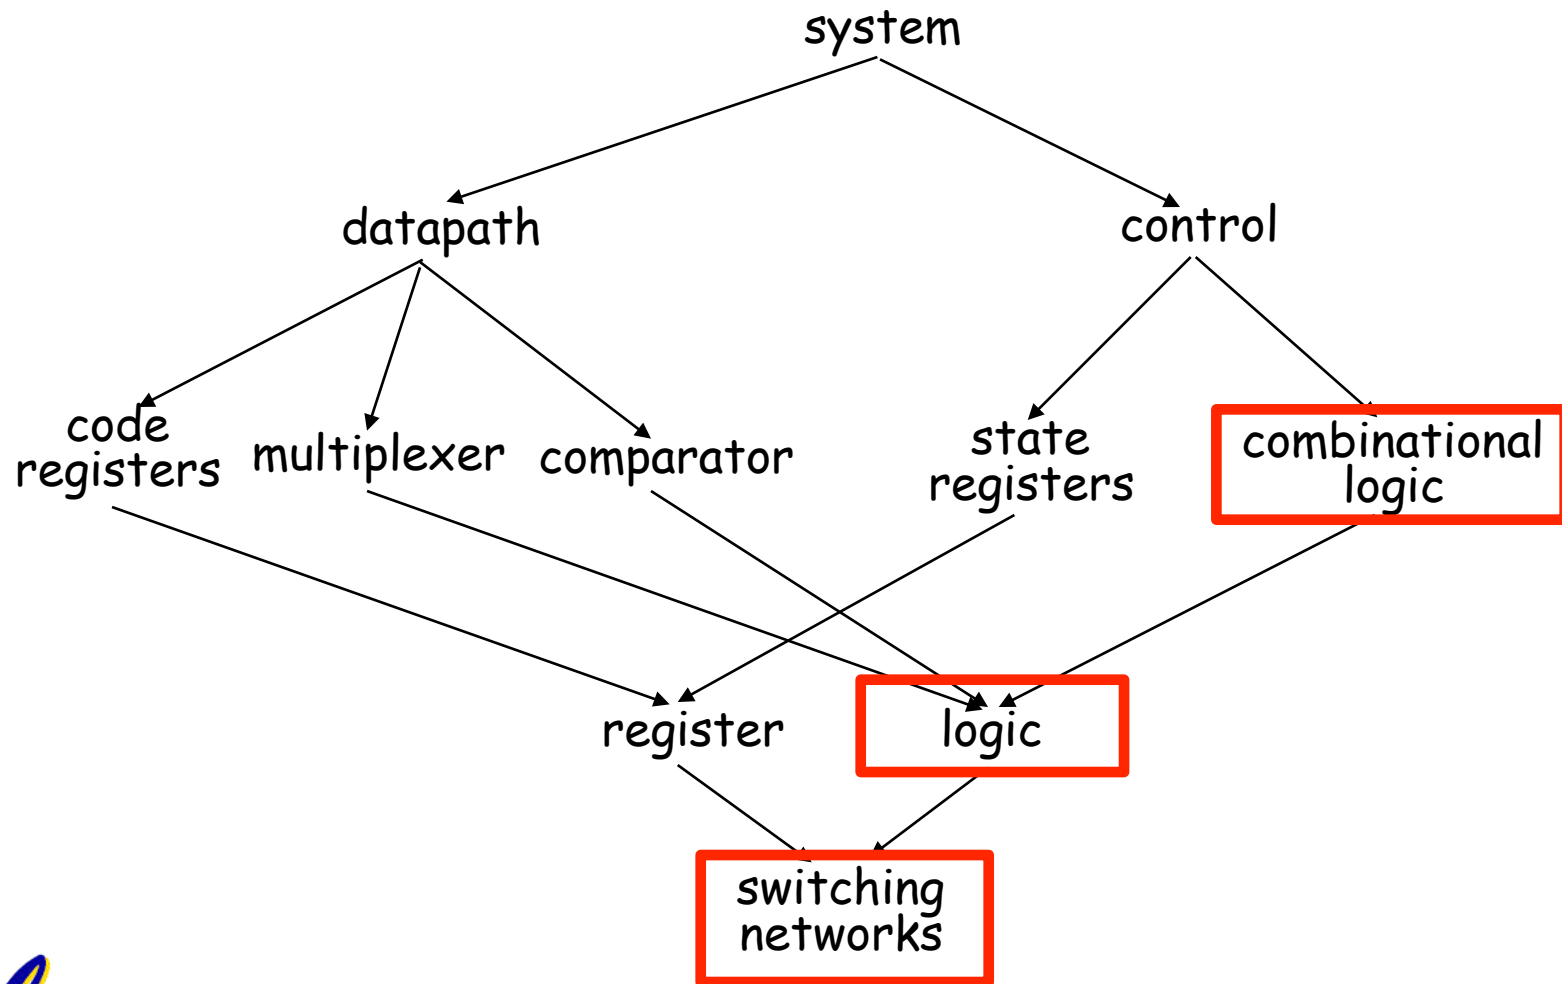 system
datapath
control
code
registers
multiplexer
comparator
state
registers
combinational
logic
register
logic
switching
networks